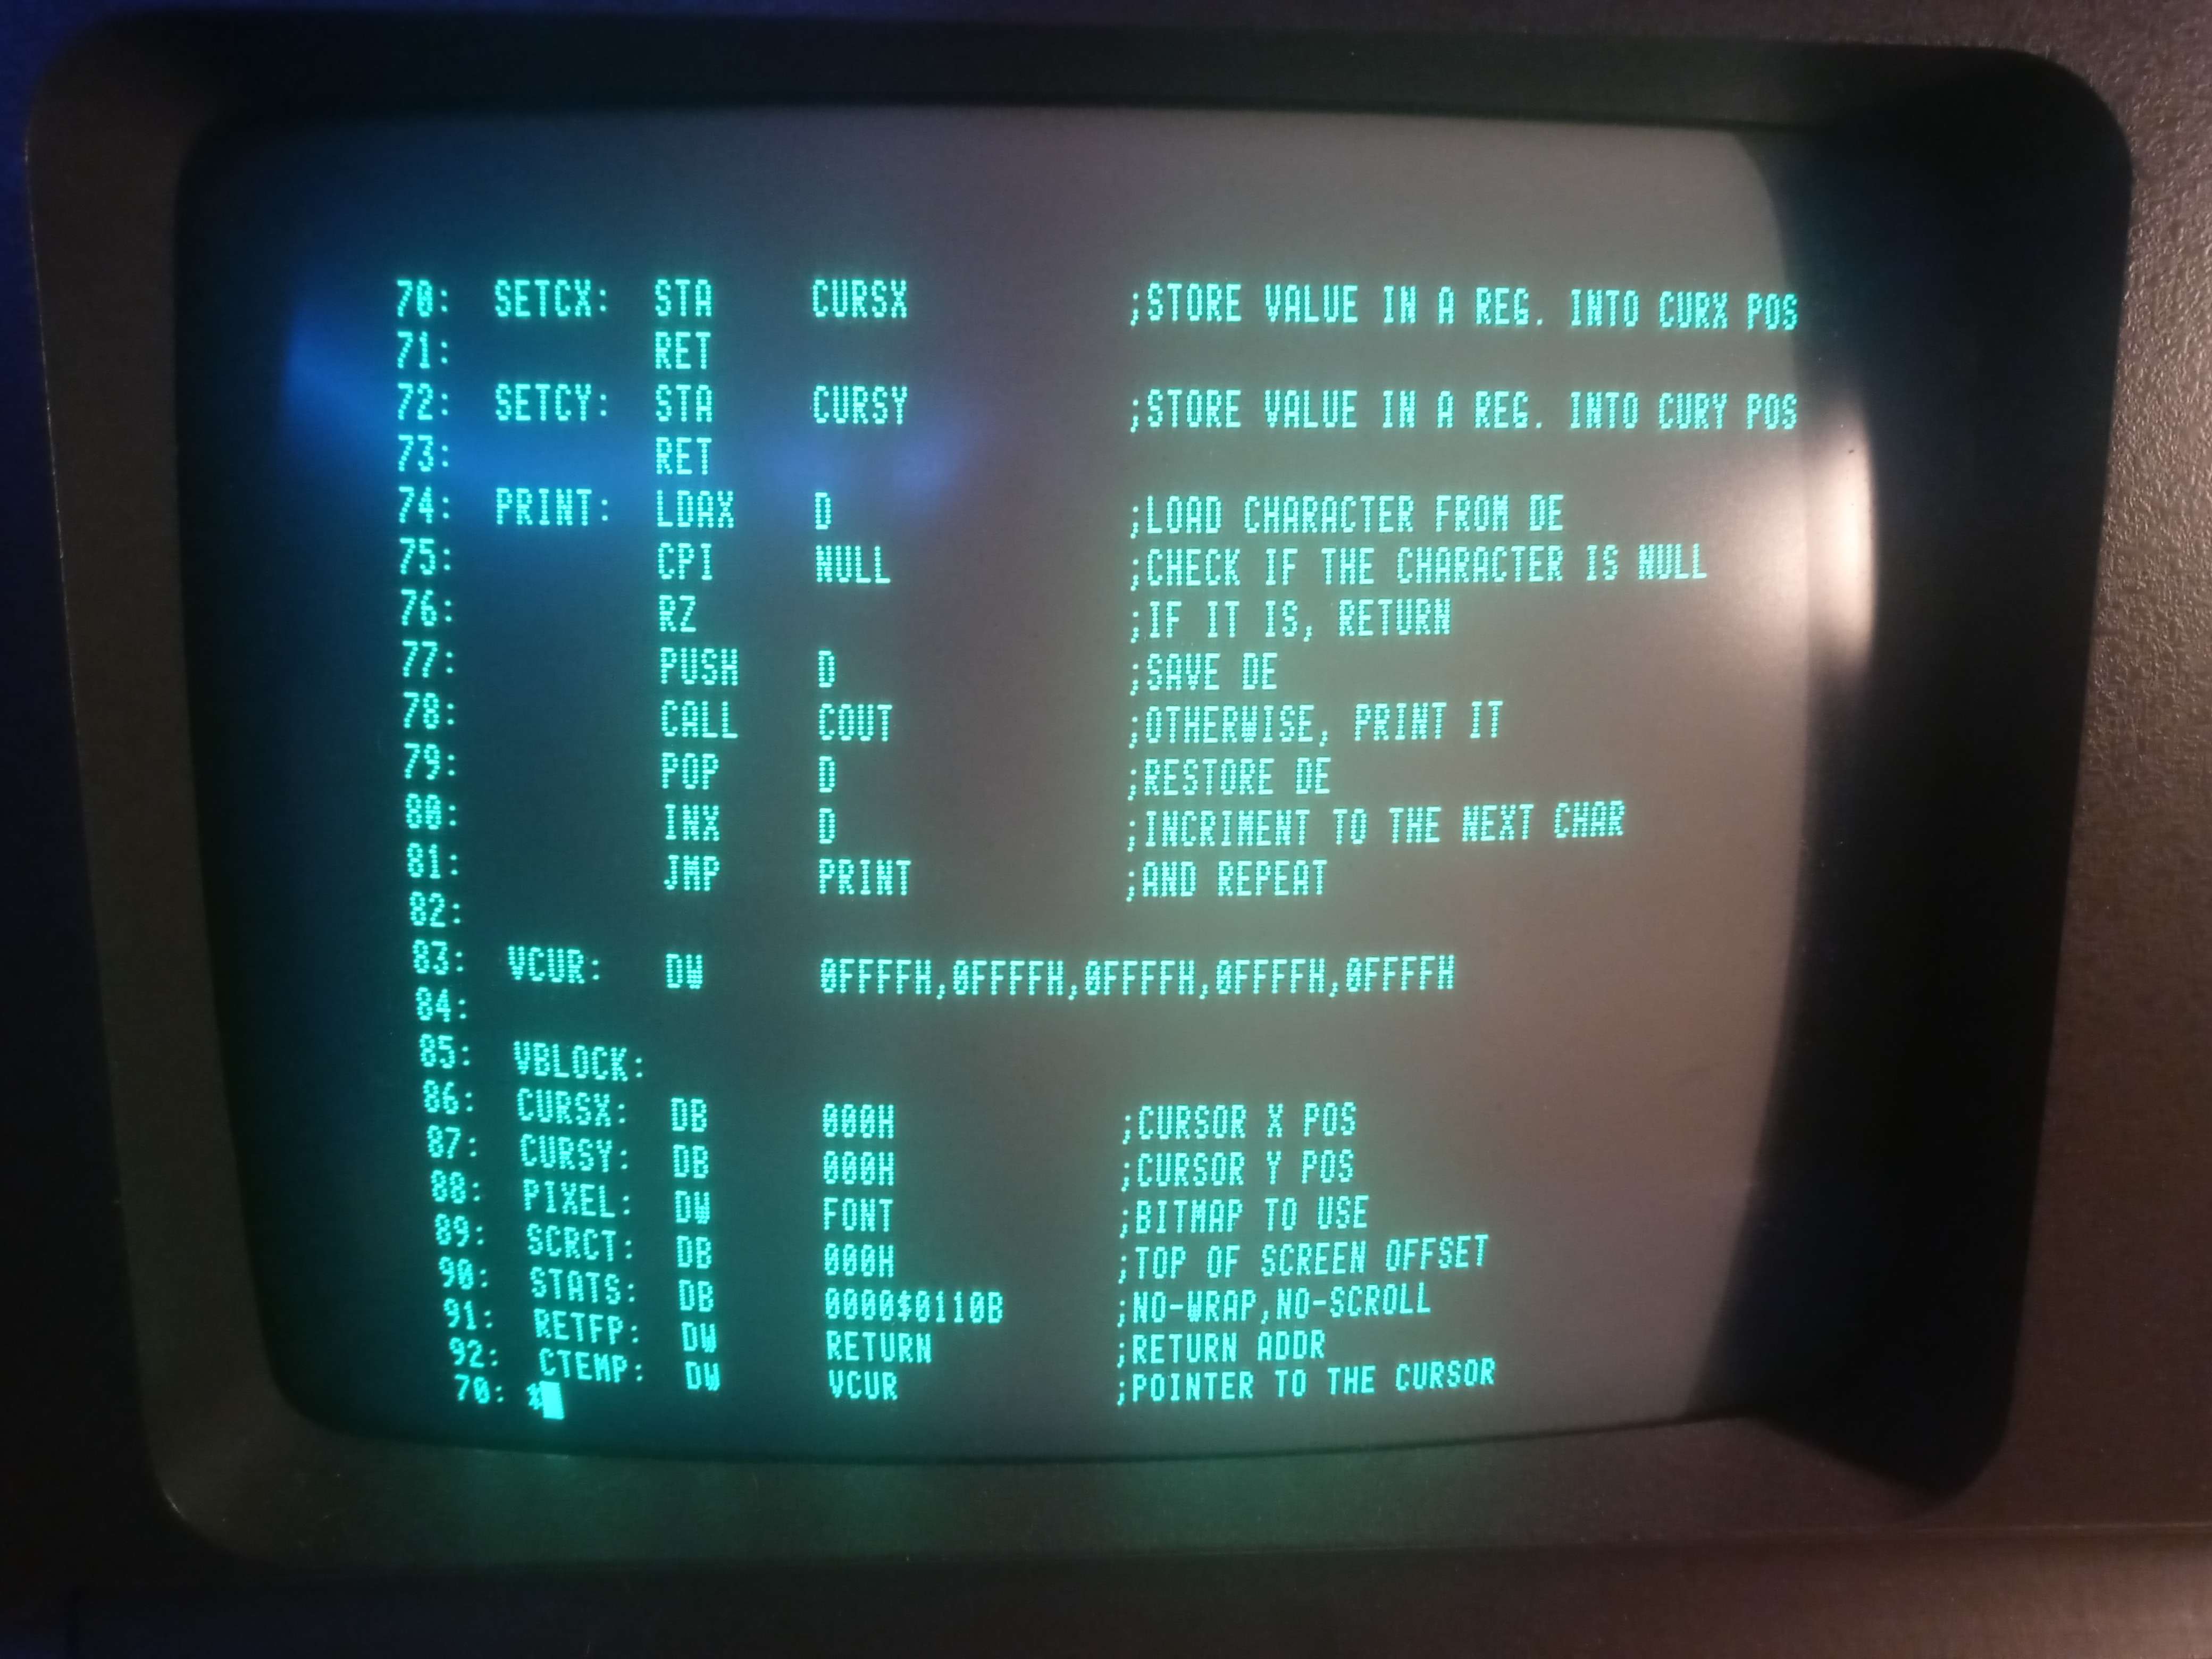 70: SETCX: STA CURSX ;STORE VALUE IN A REG. INTO CURX POS
71: RET
72: SETCY: STA CURSY ;STORE VALUE IN A REG. INTO CURY POS
73: RET
74: PRINT: LDAX D ;LOAD CHARACTER FROM DE
75: CPI NULL ;CHECK IF THE CHARACTER IS NULL
76: RZ ;IF IT IS, RETURN
77: PUSH D ;SAVE DE
78: CALL COUT ;OTHERWISE, PRINT IT
79: POP D ;RESTORE DE
80: INX D ;INCRIMENT TO THE NEXT CHAR
81: JMP PRINT ;AND REPEAT
82:
83: VCUR: DW 0FFFFH,0FFFFH,0FFFFH,0FFFFH,0FFFFH
84:
85: VBLOCK:
86: CURSX: DB 000H ;CURSOR X POS
87: CURSY: DB 000H ;CURSOR Y POS
88: PIXEL: DW FONT ;BITMAP TO USE
89: SCRCT: DB 000H ;TOP OF SCREEN OFFSET
90: STATS: DB 0000$0110B ;NO-WRAP,NO-SCROLL
91: RETFP: DW RETURN ;RETURN ADDR
92: CTEMP: DW VCUR ;POINTER TO THE CURSOR
70: *